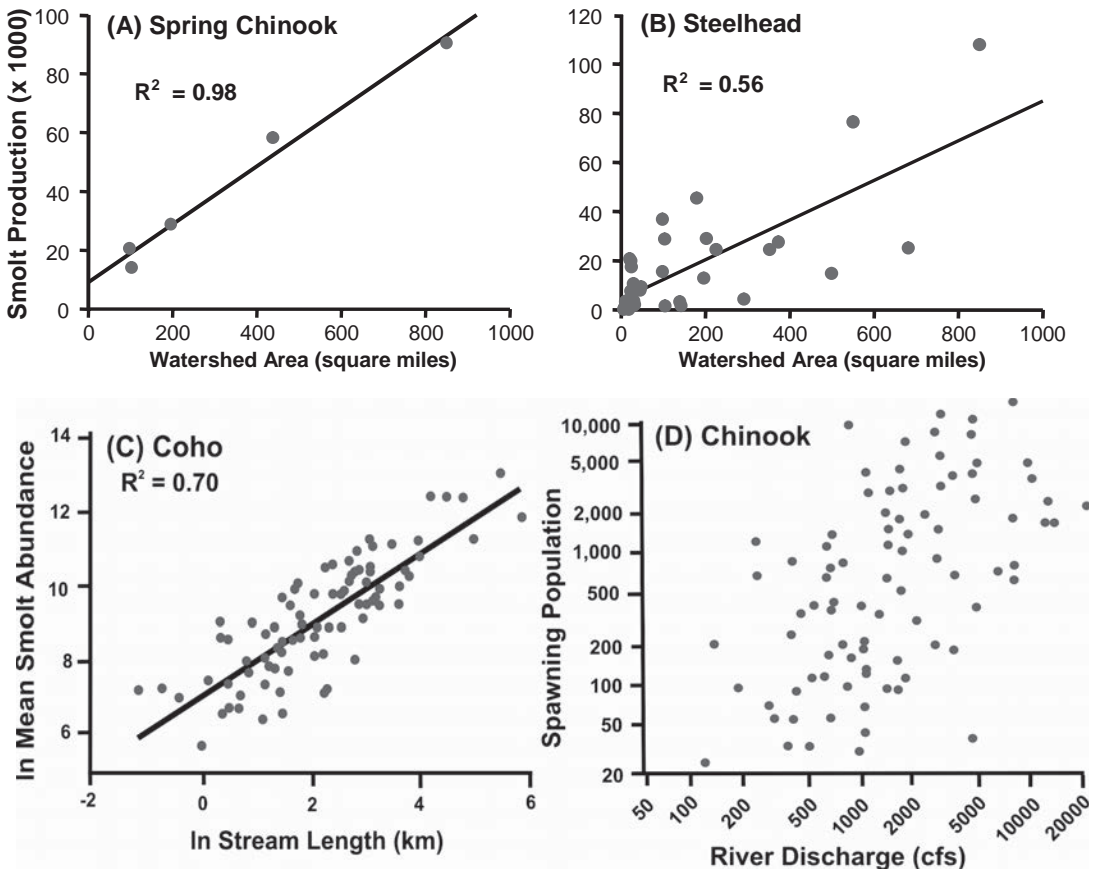 (A) Spring Chinook
R² = 0.98
Smolt Production (x 1000)
100
80
60
40
20
0
0 200 400 600 800 1000
Watershed Area (square miles)
(B) Steelhead
R² = 0.56
120
100
80
60
40
20
0
0 200 400 600 800 1000
Watershed Area (square miles)
(C) Coho
R² = 0.70
ln Mean Smolt Abundance
14
12
10
8
6
-2 0 2 4 6
ln Stream Length (km)
(D) Chinook
Spawning Population
10,000
5,000
2,000
1,000
500
200
100
50
20
50 100 200 500 1000 2000 5000 10000 20000
River Discharge (cfs)